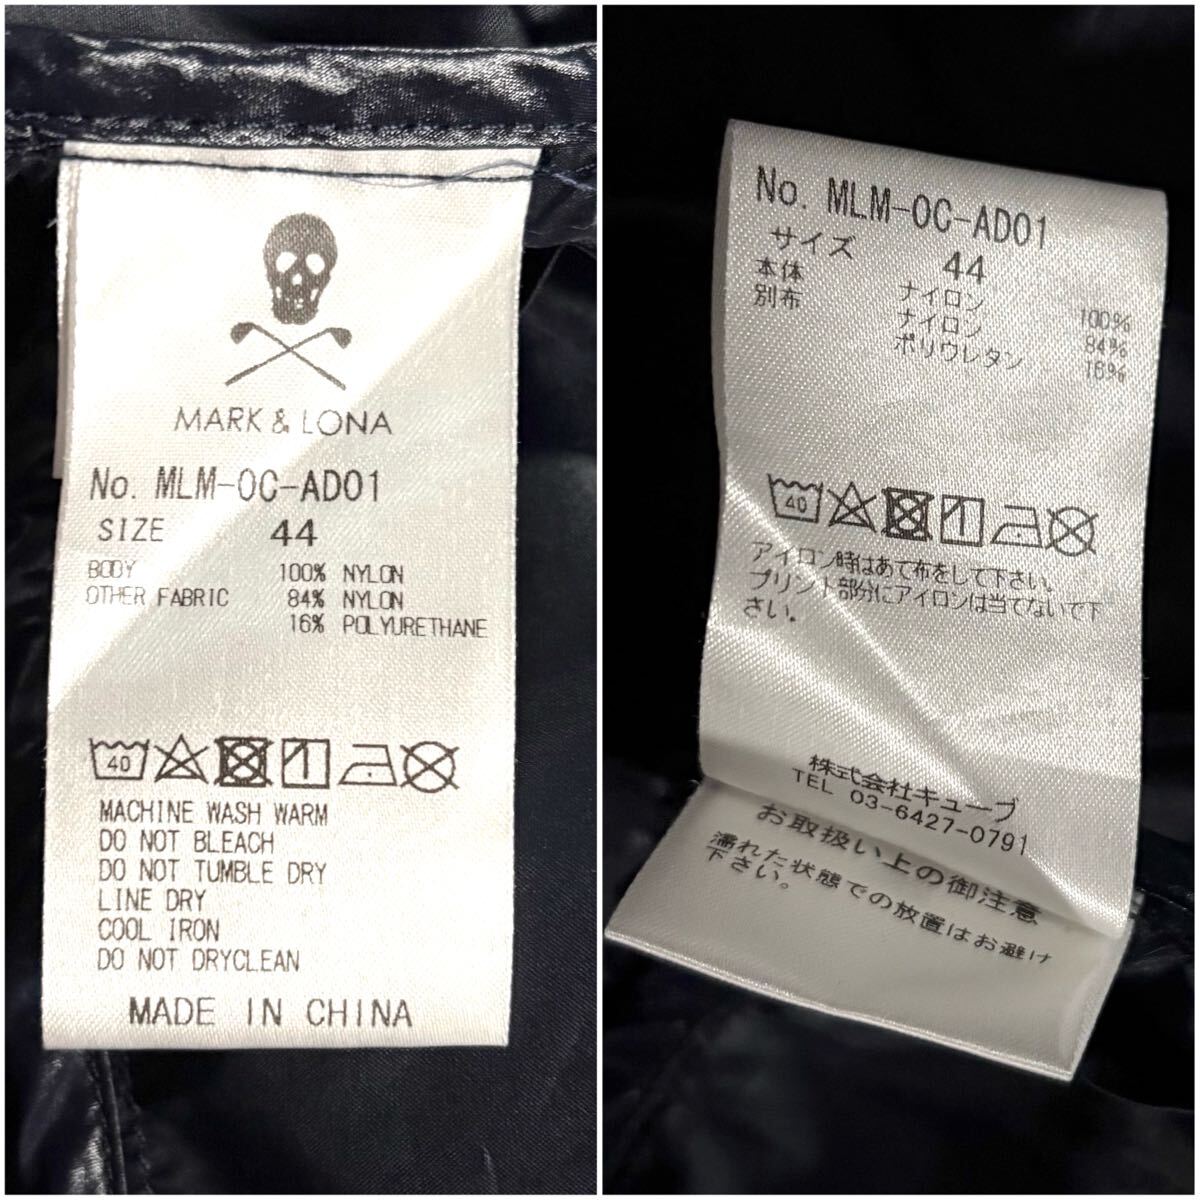 MARK & LONA
No. MLM-OC-AD01
SIZE 44
BODY 100% NYLON
OTHER FABRIC 84% NYLON
16% POLYURETHANE
40
MACHINE WASH WARM
DO NOT BLEACH
DO NOT TUMBLE DRY
LINE DRY
COOL IRON
DO NOT DRYCLEAN
MADE IN CHINA
No. MLM-OC-AD01
サイズ 44
本体 ナイロン 100%
別布 ナイロン 84%
ポリウレタン 16%
40
アイロン時はあて布をして下さい。
プリント部分にアイロンは当てないで下
さい。
株式会社キューブ
TEL 03-6427-0791
お取扱い上の御注意
濡れた状態での放置はお避け
下さい。